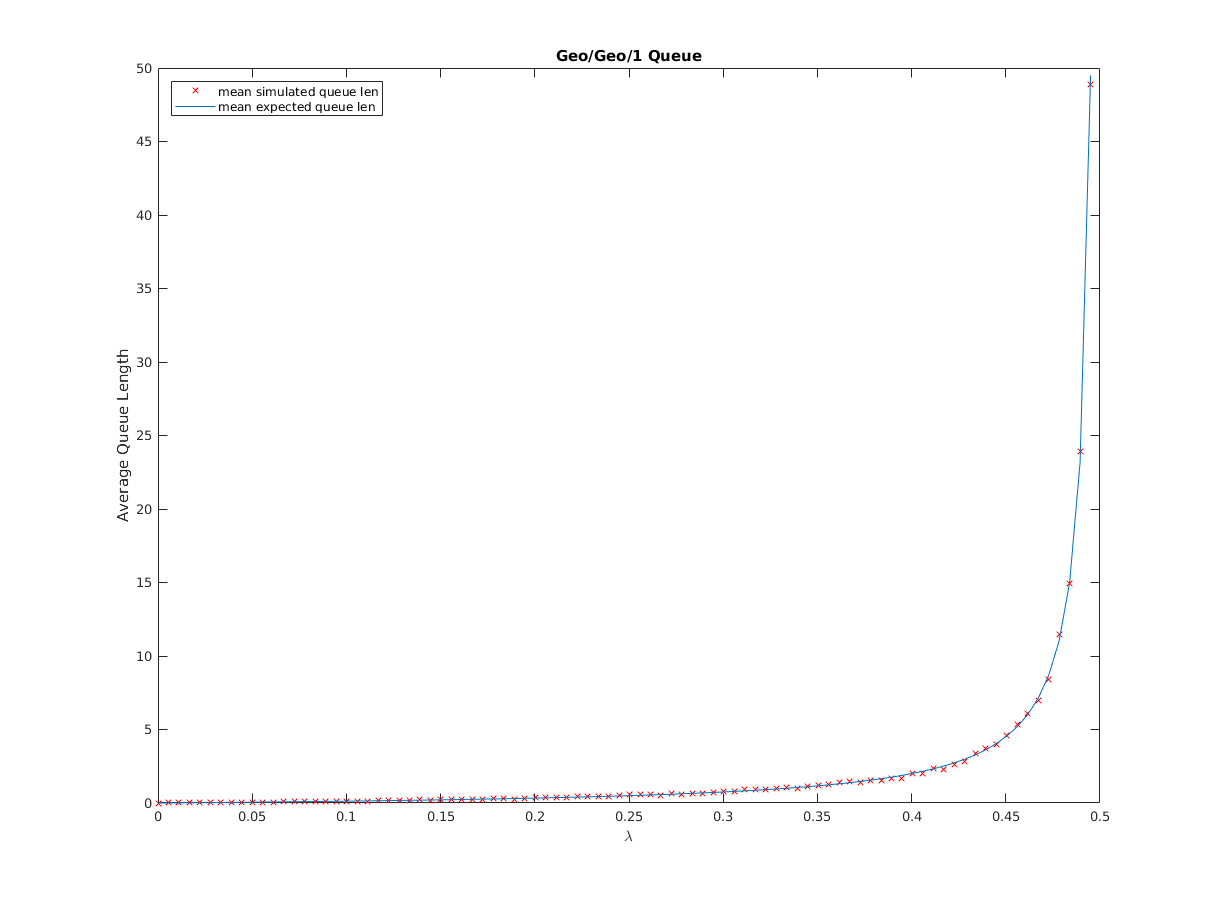 Geo/Geo/1 Queue
mean simulated queue len
mean expected queue len
50
45
40
35
30
25
20
15
10
5
0
Average Queue Length
0 0.05 0.1 0.15 0.2 0.25 0.3 0.35 0.4 0.45 0.5
λ